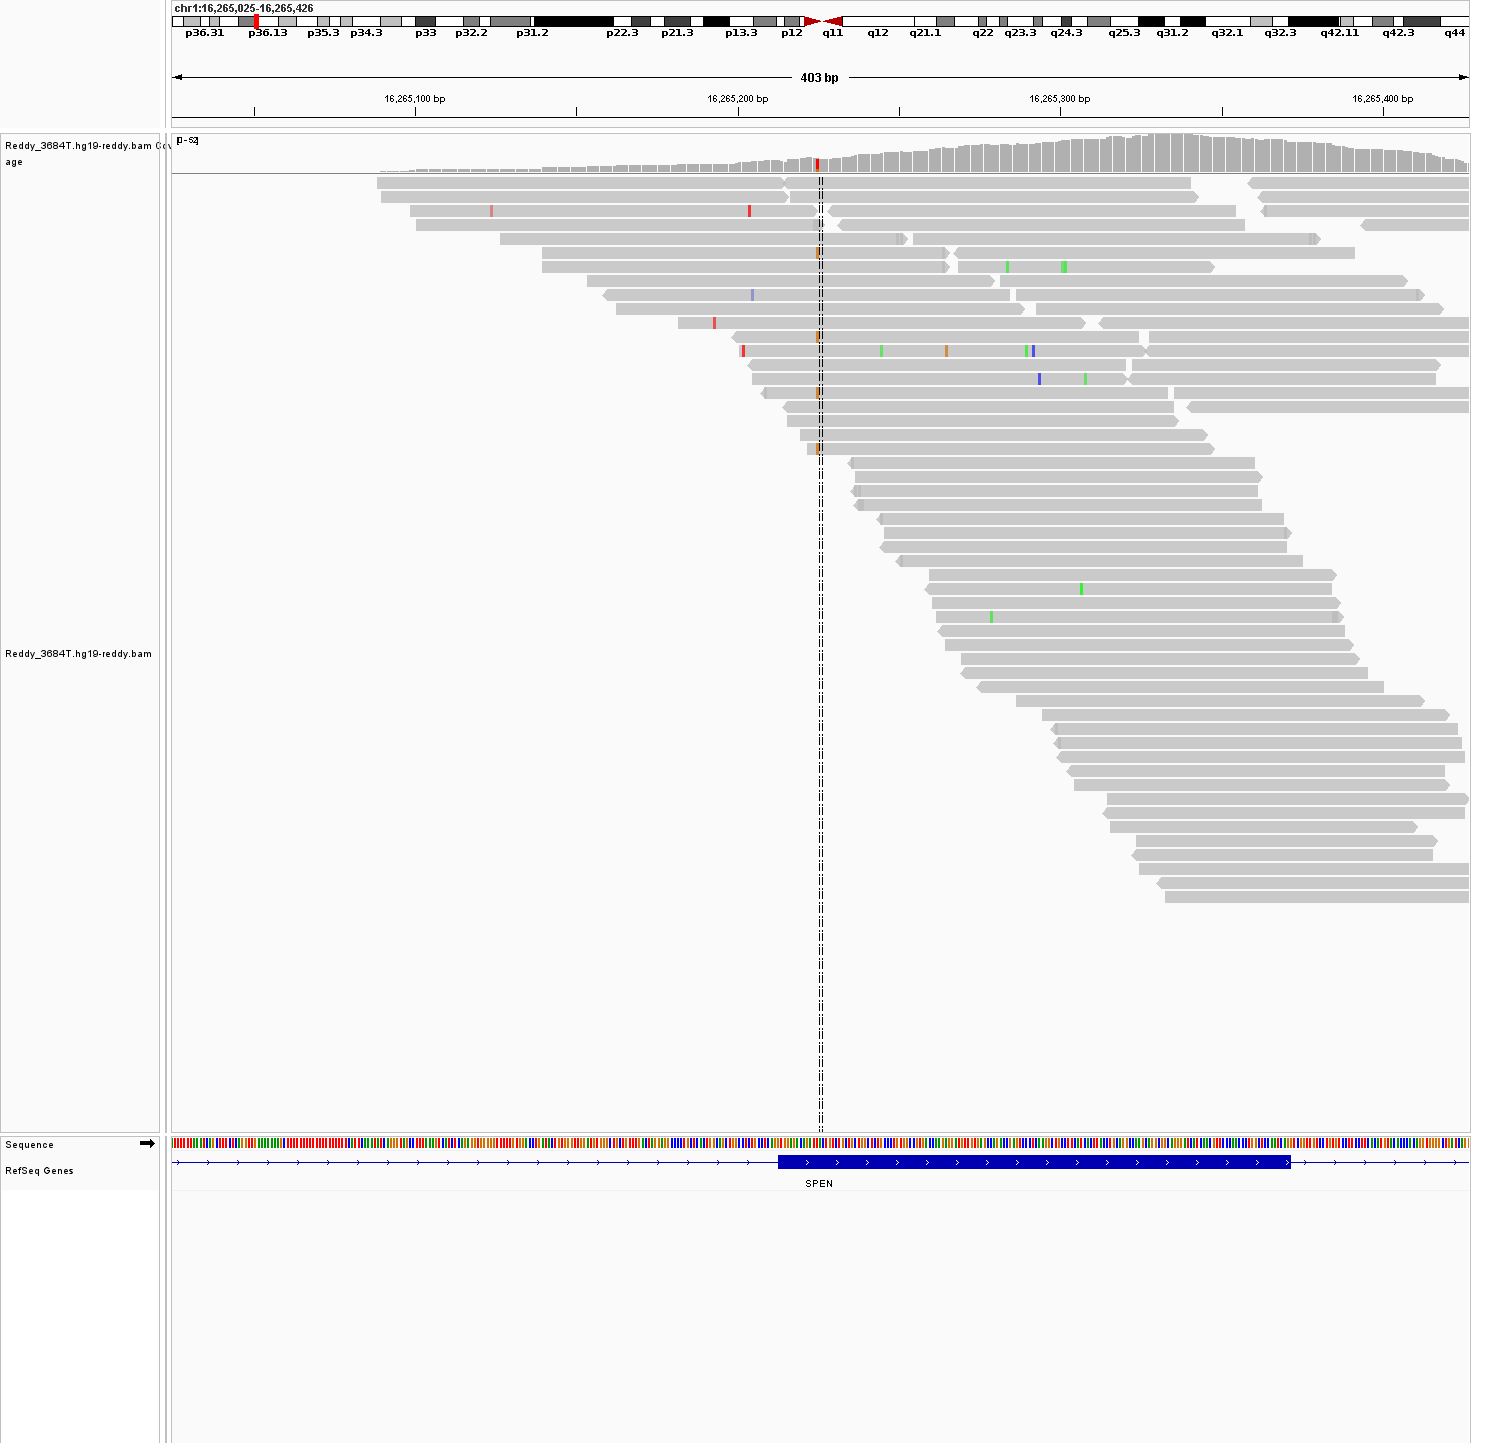 chr1:16,265,025-16,265,426
p36.31 p36.13 p35.3 p34.3 p33 p32.2 p31.2 p22.3 p21.3 p13.3 p12 q11 q12 q21.1 q22 q23.3 q24.3 q25.3 q31.2 q32.1 q32.3 q42.11 q42.3 q44
403 bp
16,265,100 bp 16,265,200 bp 16,265,300 bp 16,265,400 bp
[0-52]
Reddy_3684T.hg19-reddy.bam Cov
age
Reddy_3684T.hg19-reddy.bam
Sequence
RefSeq Genes
SPEN